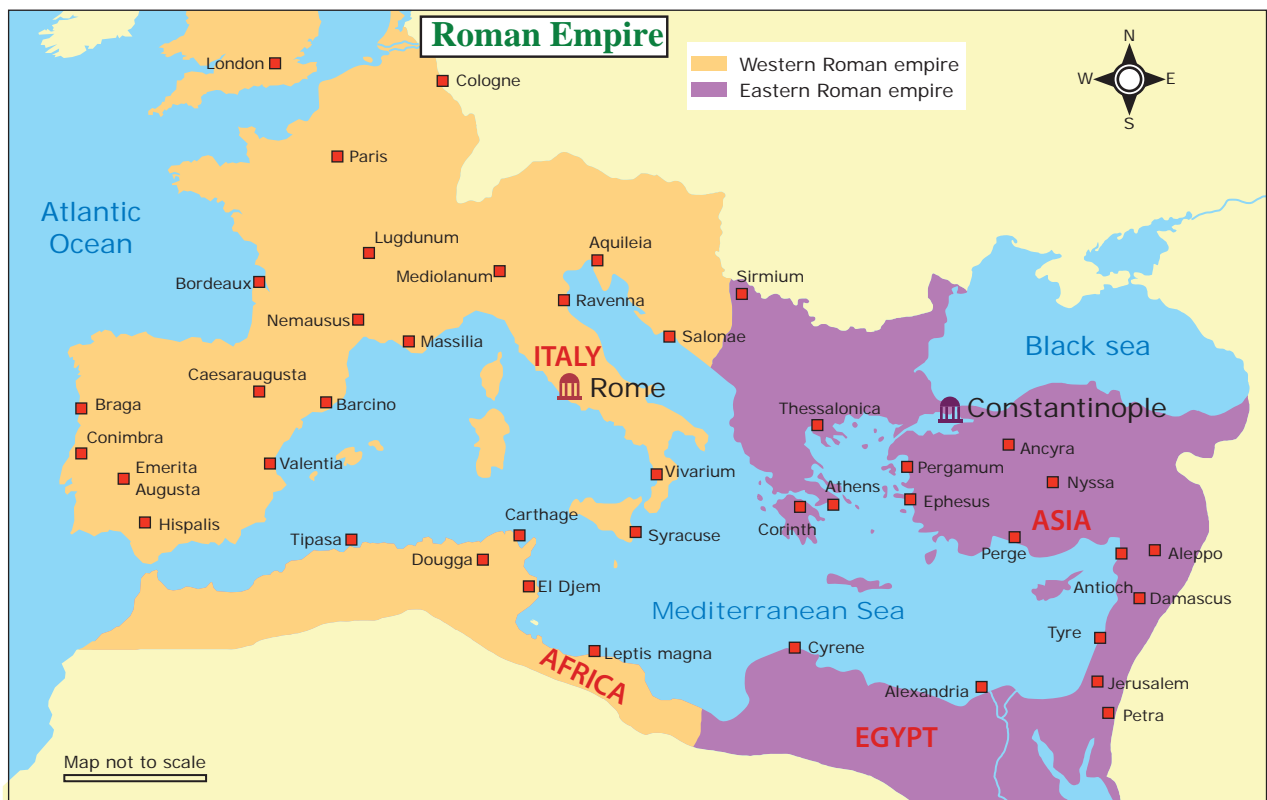 Roman Empire
Western Roman empire
Eastern Roman empire
N
W
E
S
London
Cologne
Paris
Atlantic
Ocean
Lugdunum
Aquileia
Mediolanum
Bordeaux
Sirmium
Ravenna
Nemausus
Massilia
Salonae
Black sea
ITALY
Rome
Caesaraugusta
Braga
Barcino
Thessalonica
Constantinople
Conimbra
Ancyra
Emerita
Augusta
Valentia
Vivarium
Pergamum
Nyssa
Athens
Ephesus
Hispalis
Carthage
Corinth
ASIA
Tipasa
Syracuse
Dougga
Perge
Aleppo
El Djem
Antioch
Damascus
Mediterranean Sea
Tyre
Leptis magna
Cyrene
AFRICA
Alexandria
Jerusalem
Petra
EGYPT
Map not to scale